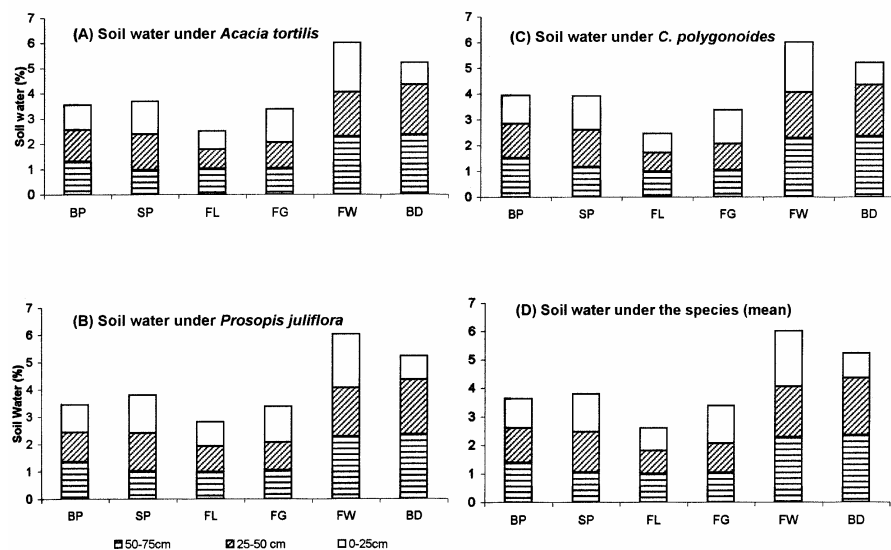 (A) Soil water under Acacia tortilis
Soil water (%)
7
6
5
4
3
2
1
0
BP SP FL FG FW BD
(C) Soil water under C. polygonoides
7
6
5
4
3
2
1
0
BP SP FL FG FW BD
(B) Soil water under Prosopis juliflora
Soil Water (%)
7
6
5
4
3
2
1
0
BP SP FL FG FW BD
50-75cm 25-50 cm 0-25cm
(D) Soil water under the species (mean)
7
6
5
4
3
2
1
0
BP SP FL FG FW BD